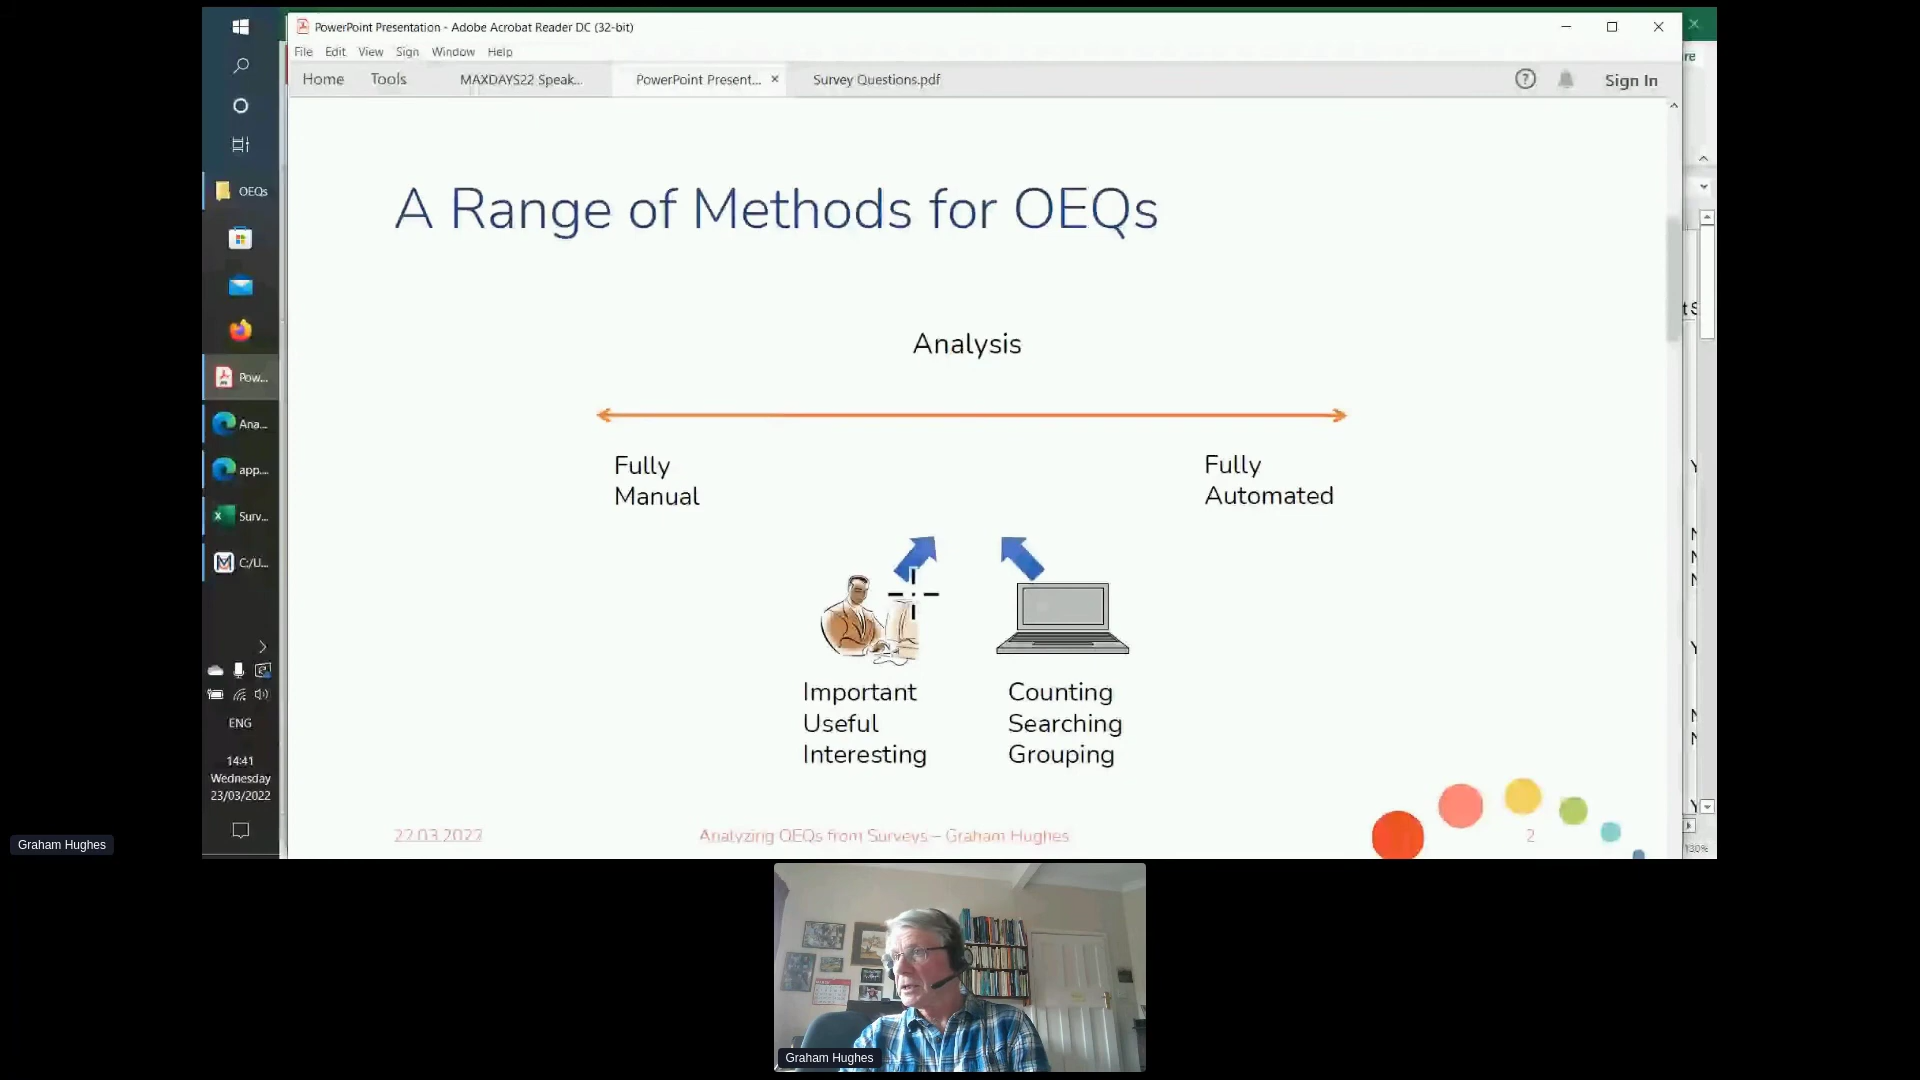 PowerPoint Presentation - Adobe Acrobat Reader DC (32-bit)
File Edit View Sign Window Help
Home Tools MAXDAYS22 Speak... PowerPoint Present... × Survey Questions.pdf Sign In
re
OEQs
A Range of Methods for OEQs
Analysis
Fully
Manual
Fully
Automated
Important
Useful
Interesting
Counting
Searching
Grouping
22.03.2022 Analyzing OEQs from Surveys – Graham Hughes 2
Pow...
Ana...
app...
Surv...
C:/U...
ENG
14:41
Wednesday
23/03/2022
130%
Graham Hughes
Graham Hughes